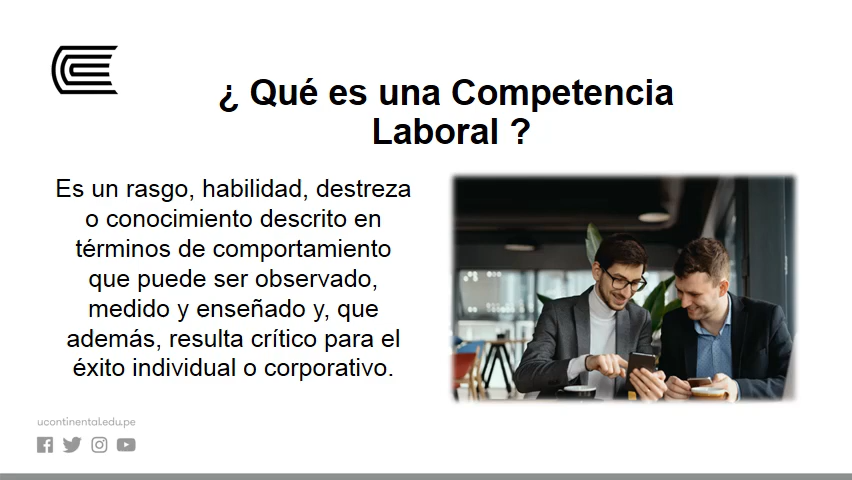 ¿ Qué es una Competencia
Laboral ?
Es un rasgo, habilidad, destreza
o conocimiento descrito en
términos de comportamiento
que puede ser observado,
medido y enseñado y, que
además, resulta crítico para el
éxito individual o corporativo.
ucontinental.edu.pe